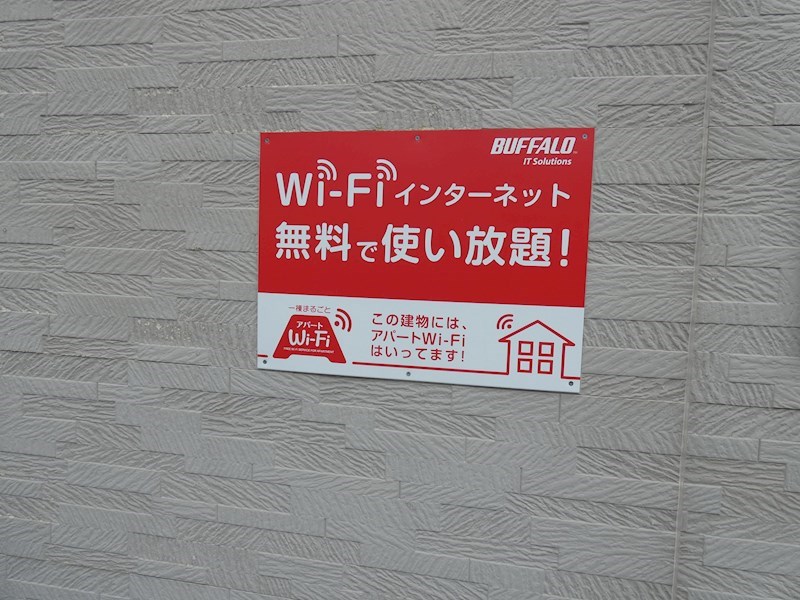 BUFFALO
IT Solutions
Wi-Fi インターネット
無料で使い放題!
一棟まるごと
アパート
Wi-Fi
この建物には、
アパートWi-Fi
はいってます!